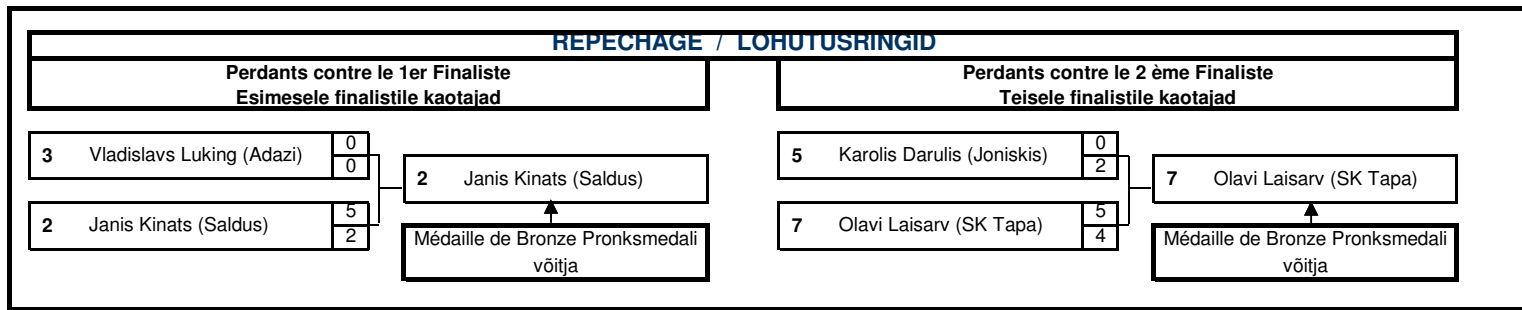 REPECHAGE / LOHUTUSRINGID
Perdants contre le 1er Finaliste
Esimesele finalistile kaotajad
Perdants contre le 2 ème Finaliste
Teisele finalistile kaotajad
3 Vladislavs Luking (Adazi) 0
0
2 Janis Kinats (Saldus)
2 Janis Kinats (Saldus) 5
2
Médaille de Bronze Pronksmedali
võitja
5 Karolis Darulis (Joniskis) 0
2
7 Olavi Laisarv (SK Tapa)
7 Olavi Laisarv (SK Tapa) 5
4
Médaille de Bronze Pronksmedali
võitja